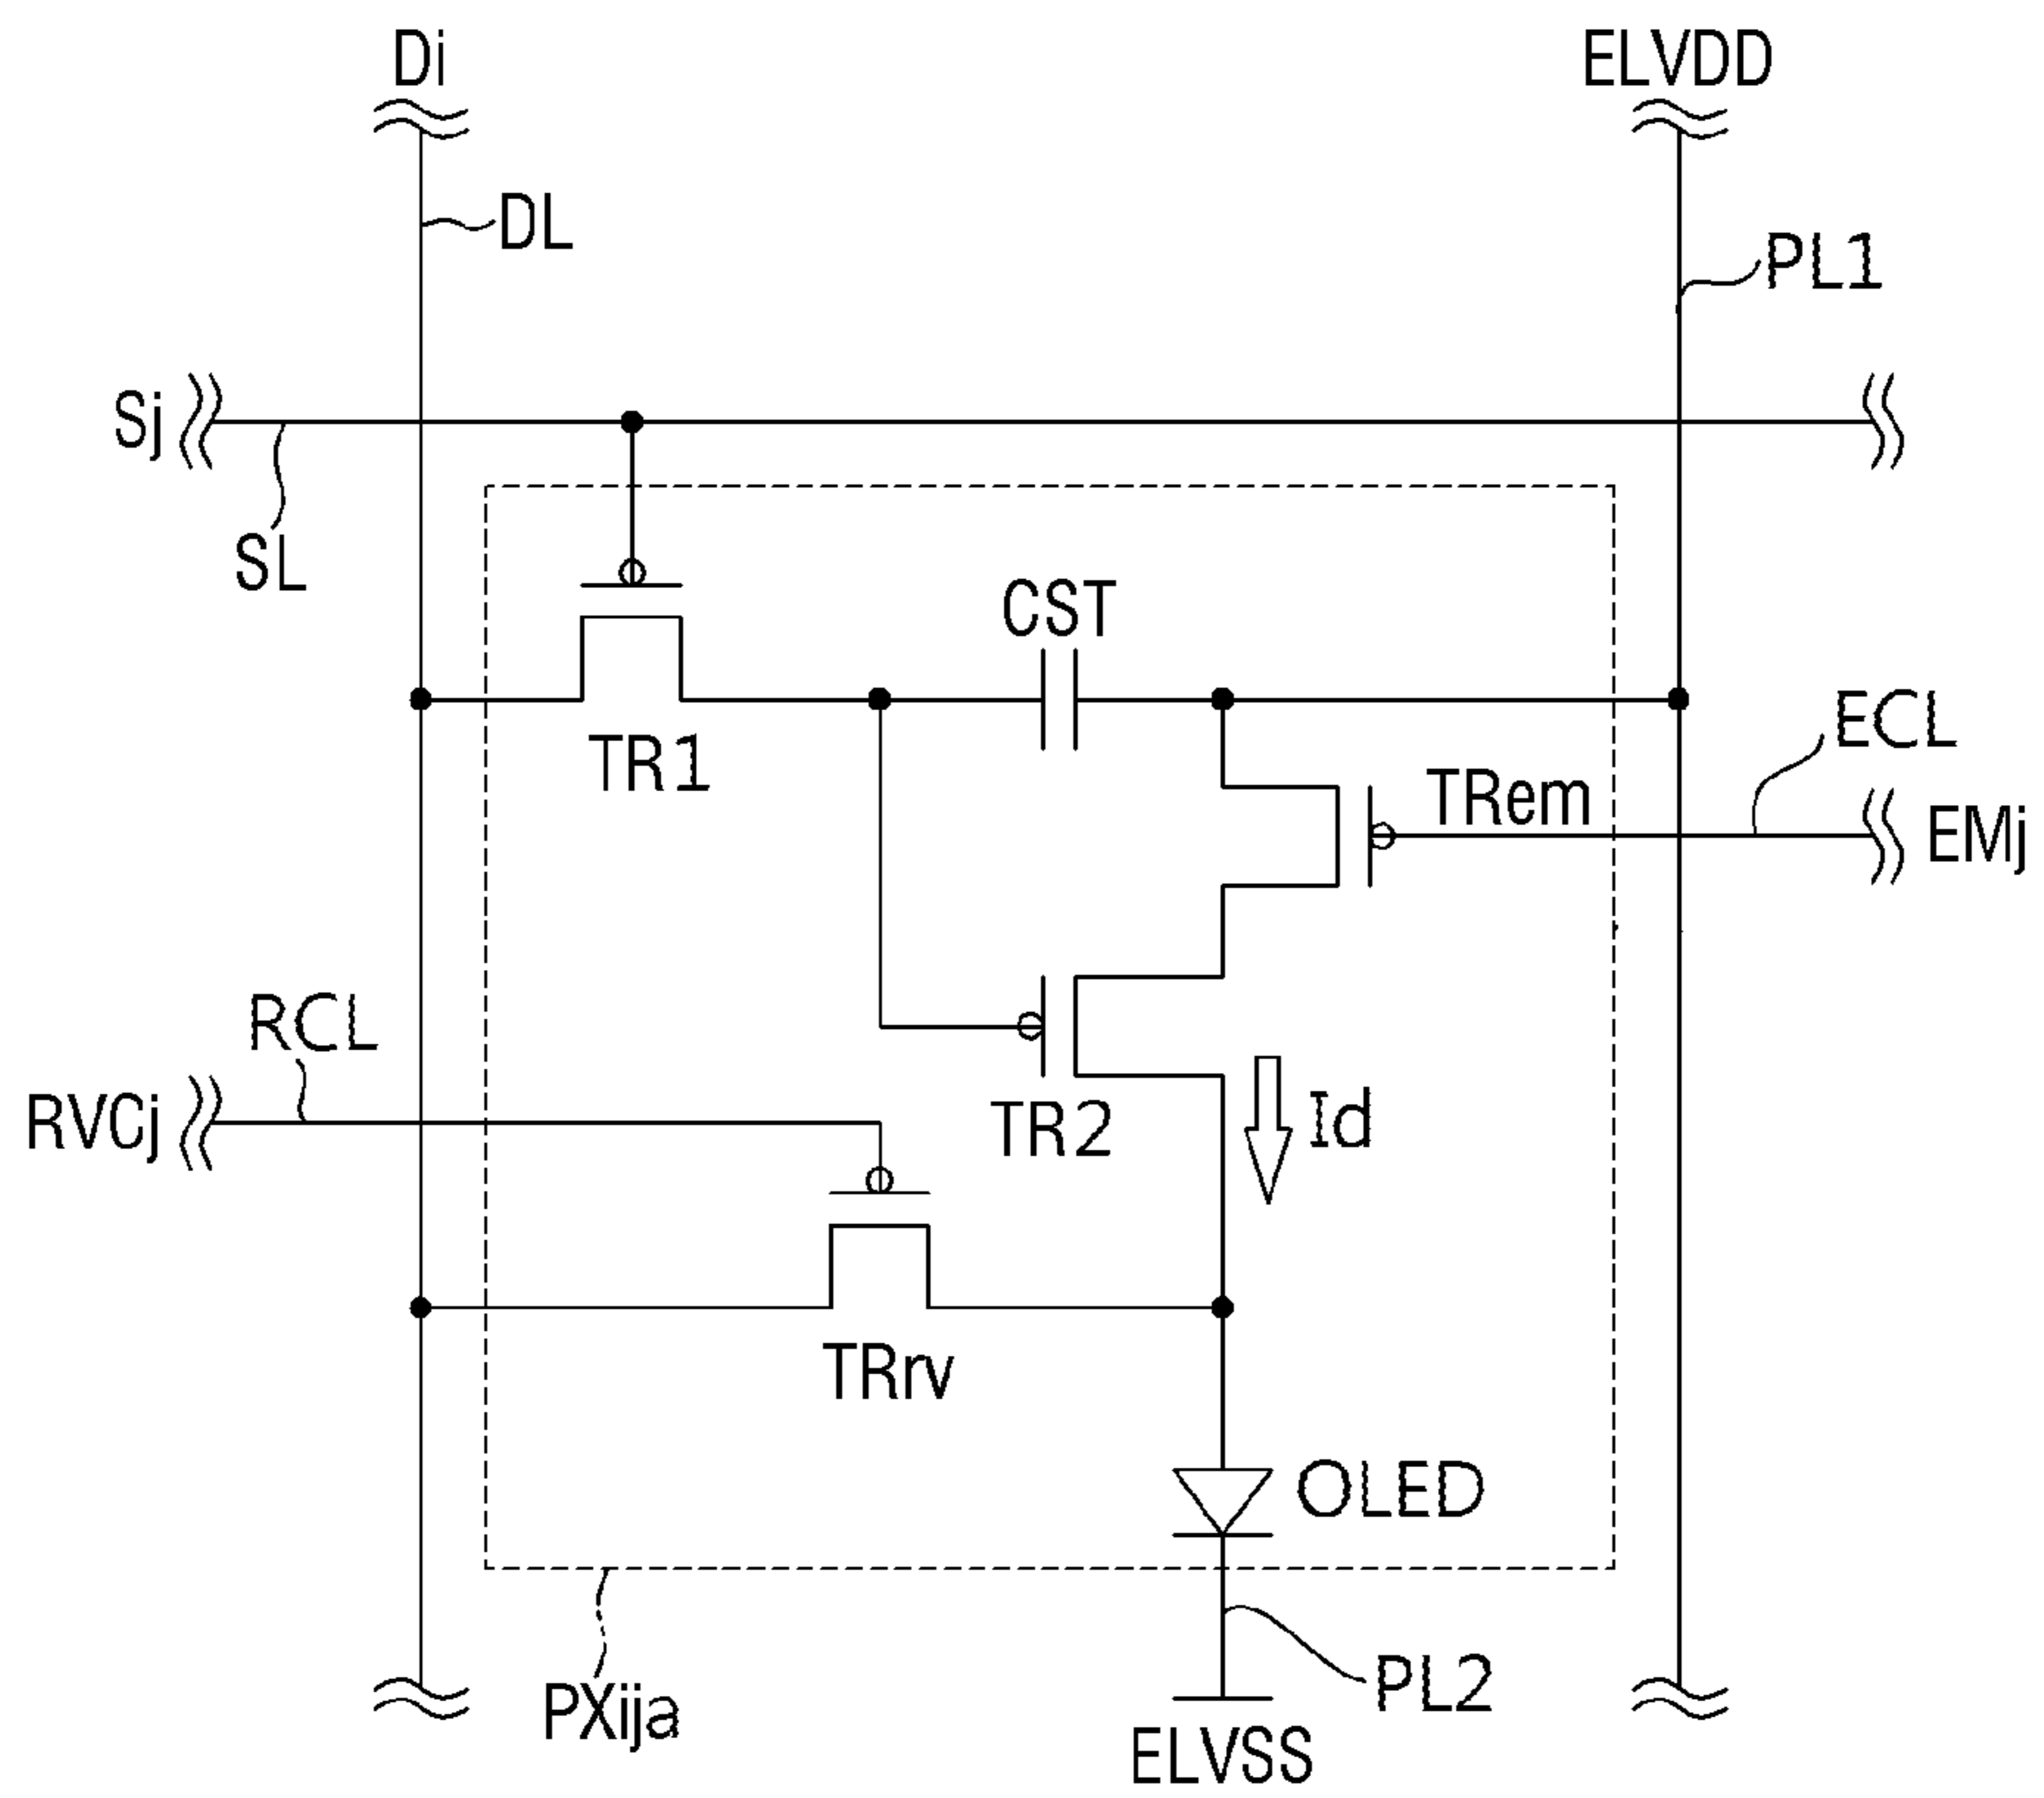 Di
ELVDD
DL
PL1
Sj
SL
CST
TR1
ECL
TRem
EMj
RCL
RVCj
TR2
Id
TRrv
OLED
PXija
PL2
ELVSS